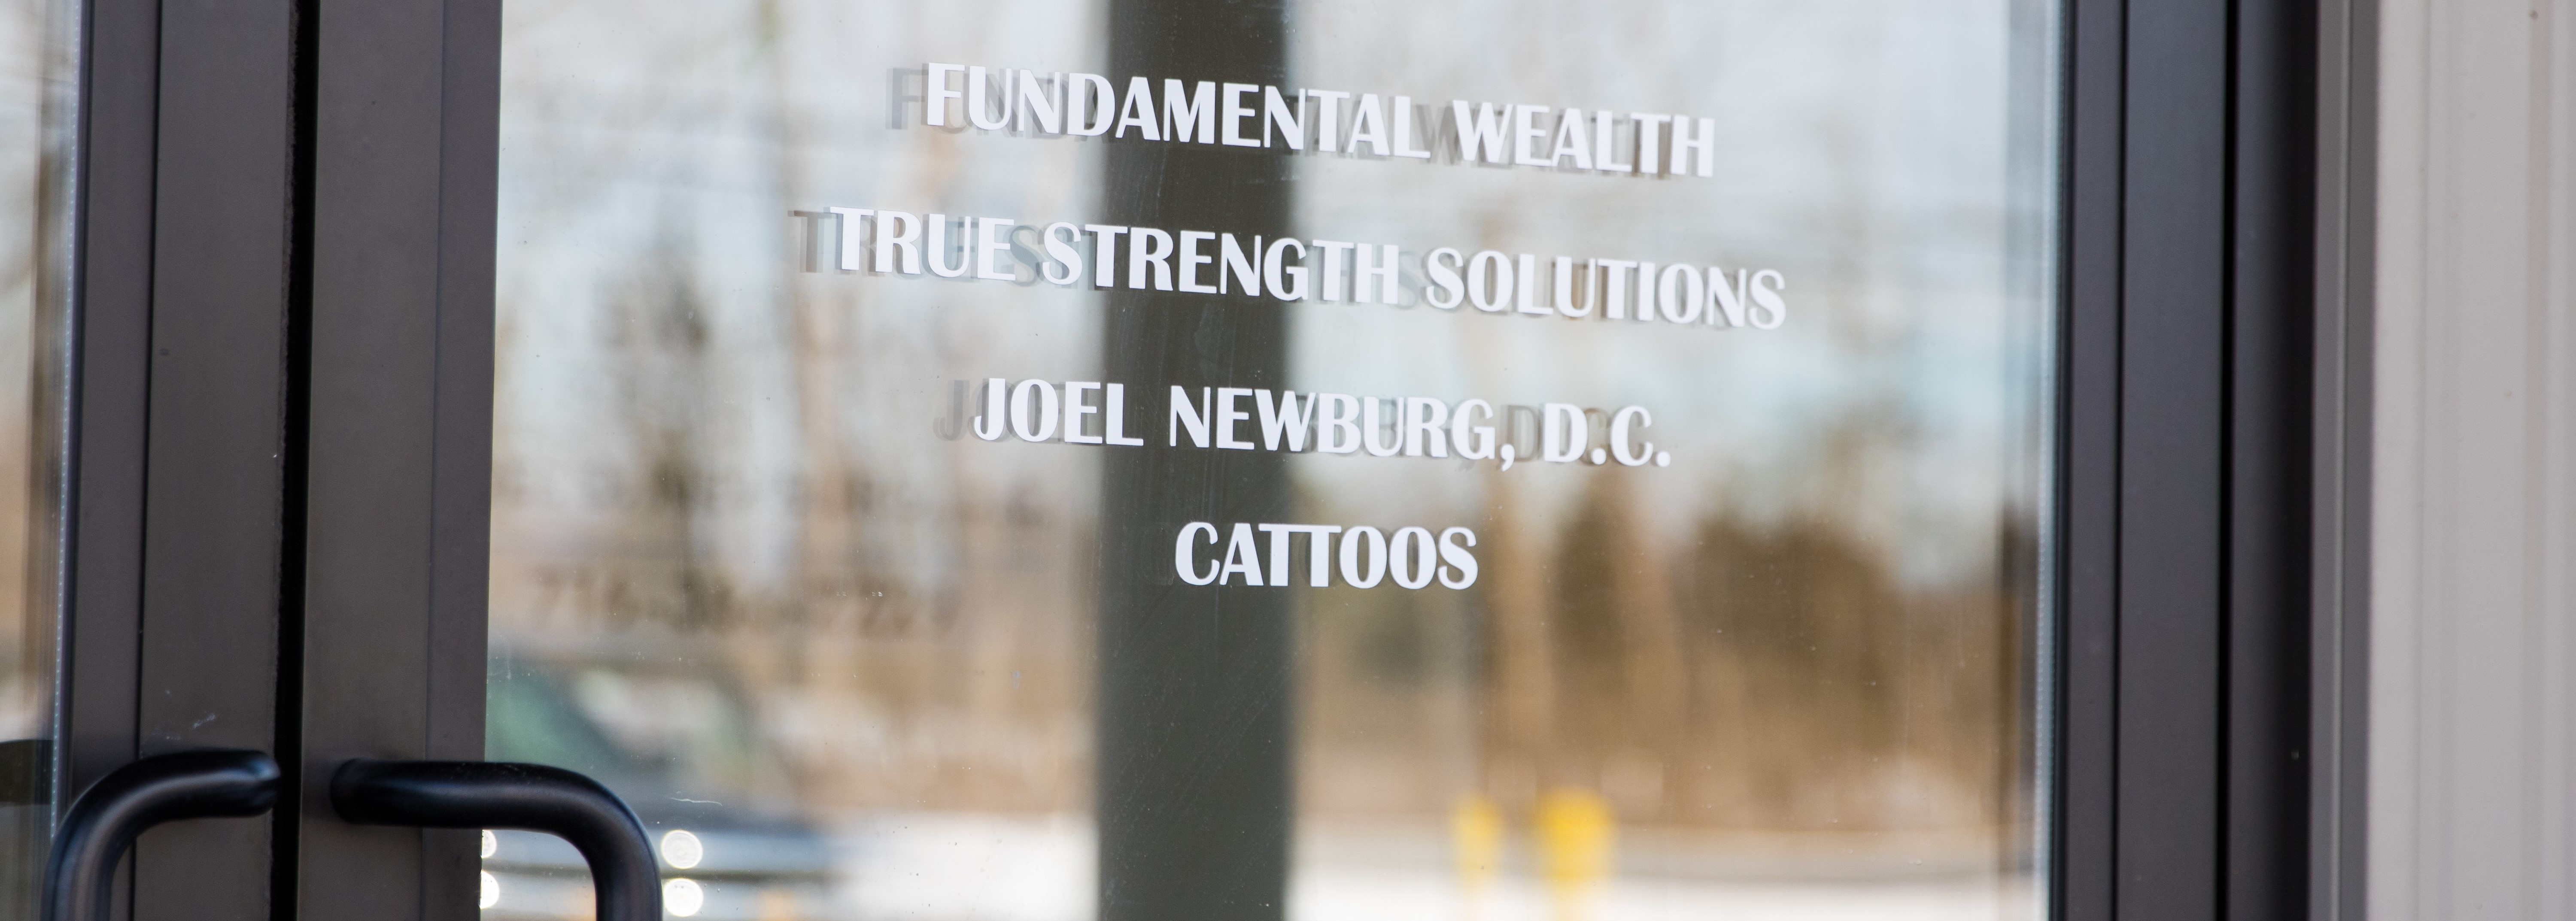 FUNDAMENTAL WEALTH
TRUE STRENGTH SOLUTIONS
JOEL NEWBURG, D.C.
CATTOOS